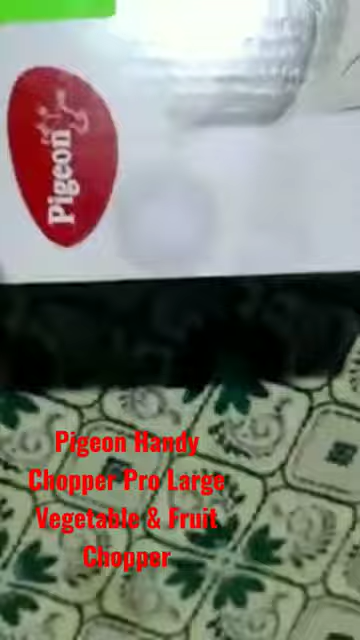 Pigeon
Pigeon Handy
Chopper Pro Large
Vegetable & Fruit
Chopper